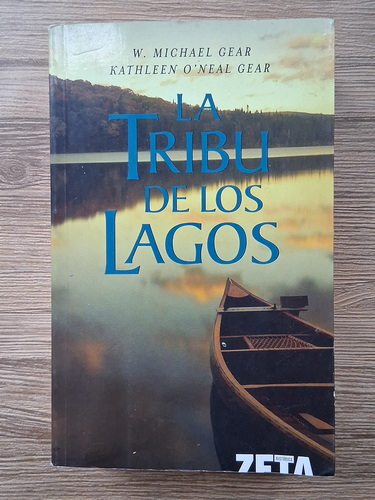 W. MICHAEL GEAR
KATHLEEN O'NEAL GEAR
LA
TRIBU
DE LOS
LAGOS
ZETA